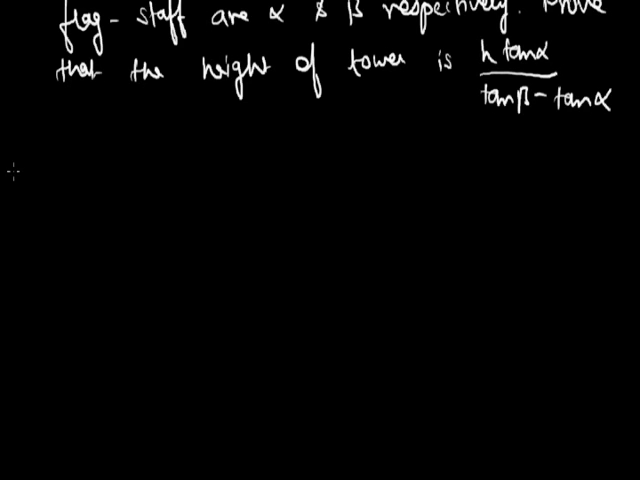 flag - staff are α & β respectively. Prove
that the height of tower is h tanα / tanβ - tanα